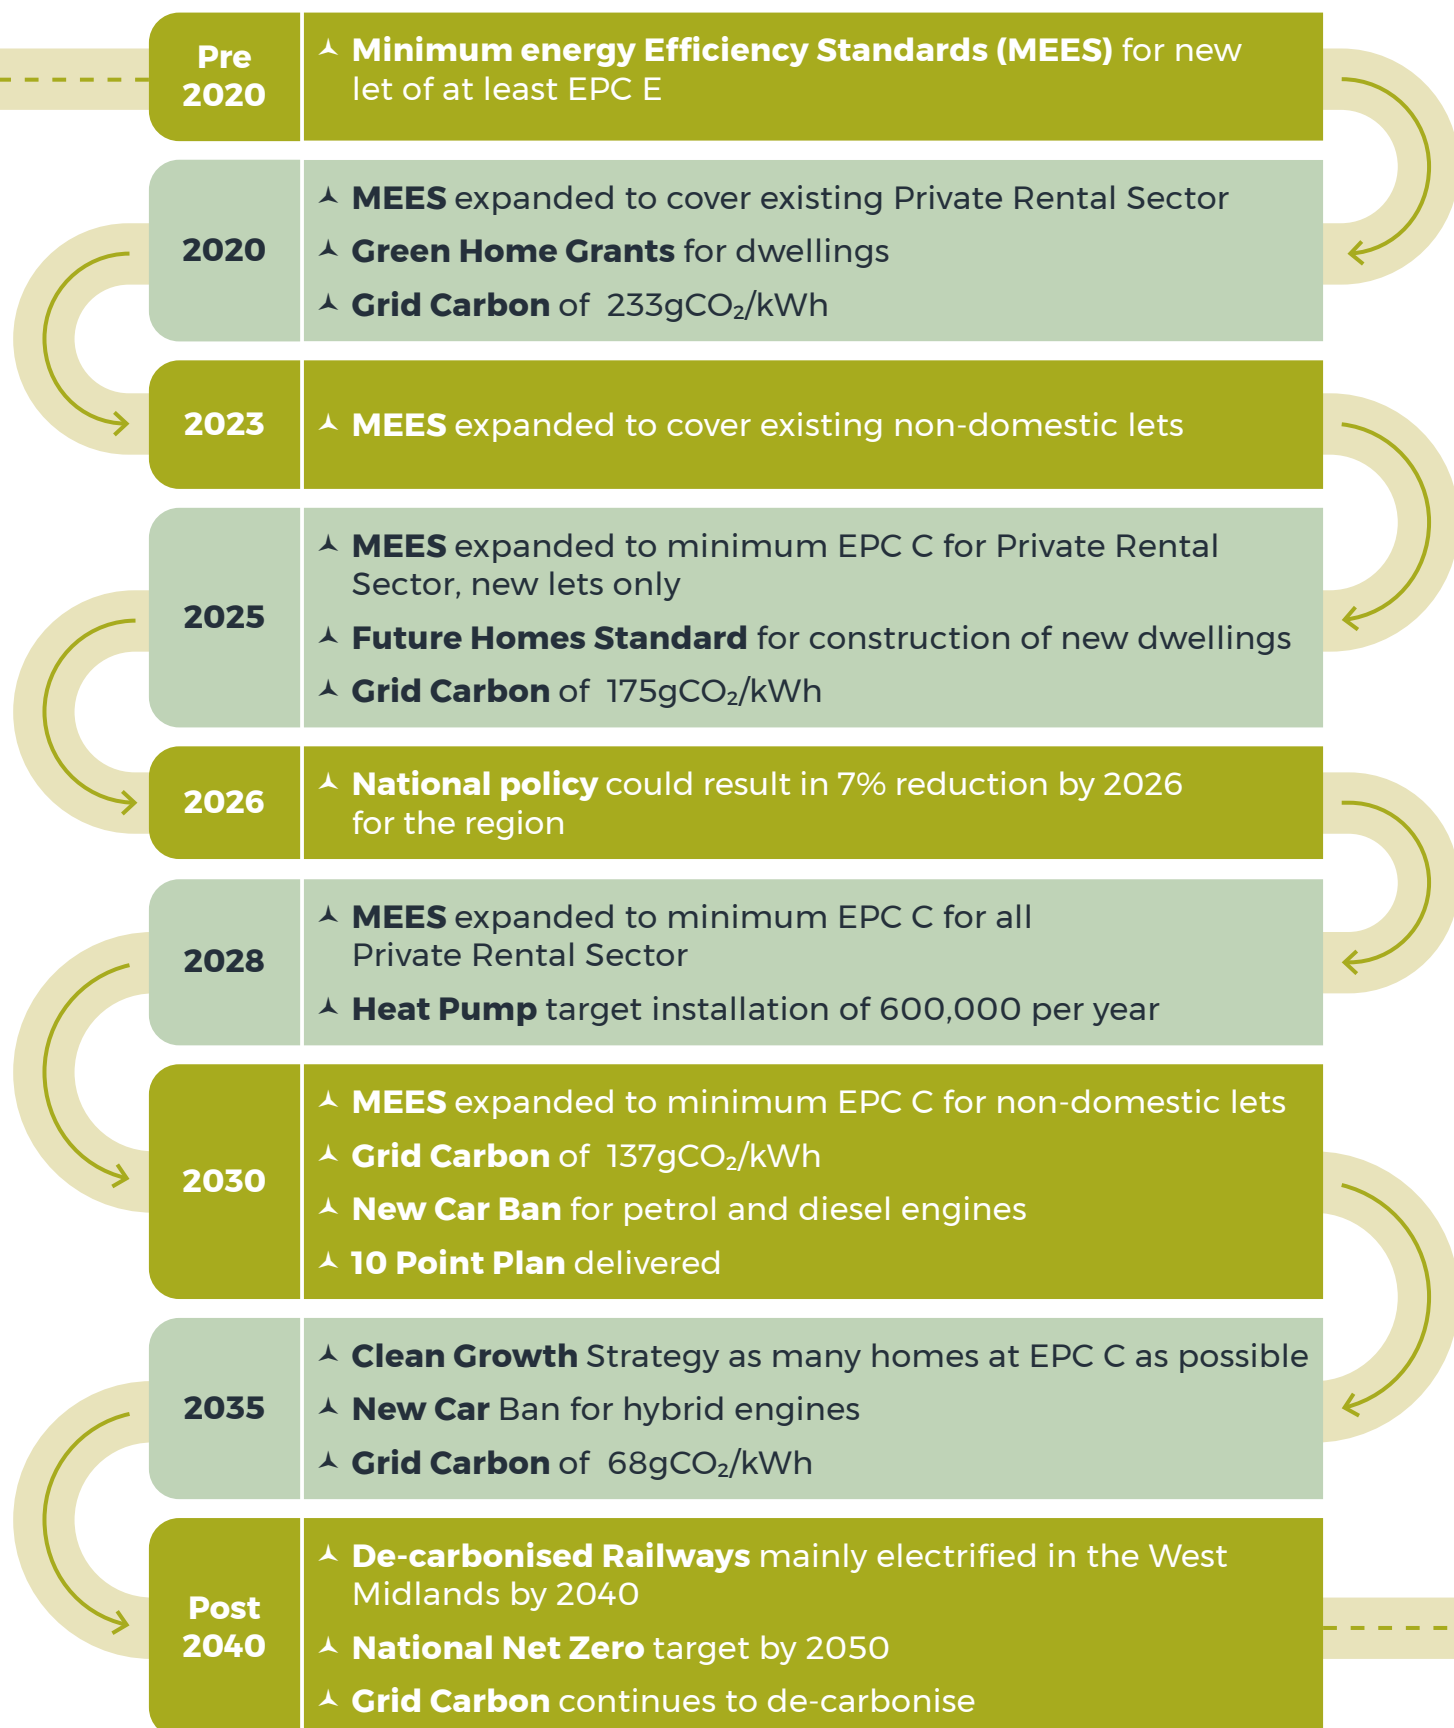 Pre
2020
Minimum energy Efficiency Standards (MEES) for new
let of at least EPC E
2020
MEES expanded to cover existing Private Rental Sector
Green Home Grants for dwellings
Grid Carbon of 233gCO₂/kWh
2023
MEES expanded to cover existing non-domestic lets
2025
MEES expanded to minimum EPC C for Private Rental
Sector, new lets only
Future Homes Standard for construction of new dwellings
Grid Carbon of 175gCO₂/kWh
2026
National policy could result in 7% reduction by 2026
for the region
2028
MEES expanded to minimum EPC C for all
Private Rental Sector
Heat Pump target installation of 600,000 per year
2030
MEES expanded to minimum EPC C for non-domestic lets
Grid Carbon of 137gCO₂/kWh
New Car Ban for petrol and diesel engines
10 Point Plan delivered
2035
Clean Growth Strategy as many homes at EPC C as possible
New Car Ban for hybrid engines
Grid Carbon of 68gCO₂/kWh
Post
2040
De-carbonised Railways mainly electrified in the West
Midlands by 2040
National Net Zero target by 2050
Grid Carbon continues to de-carbonise